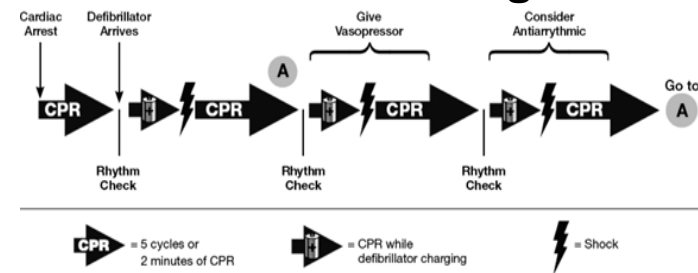 Cardiac
Arrest
Defibrillator
Arrives
Give
Vasopressor
Consider
Antiarrythmic
A
Go to
A
CPR
CPR
CPR
CPR
Rhythm
Check
Rhythm
Check
Rhythm
Check
CPR
= 5 cycles or
2 minutes of CPR
= CPR while
defibrillator charging
= Shock